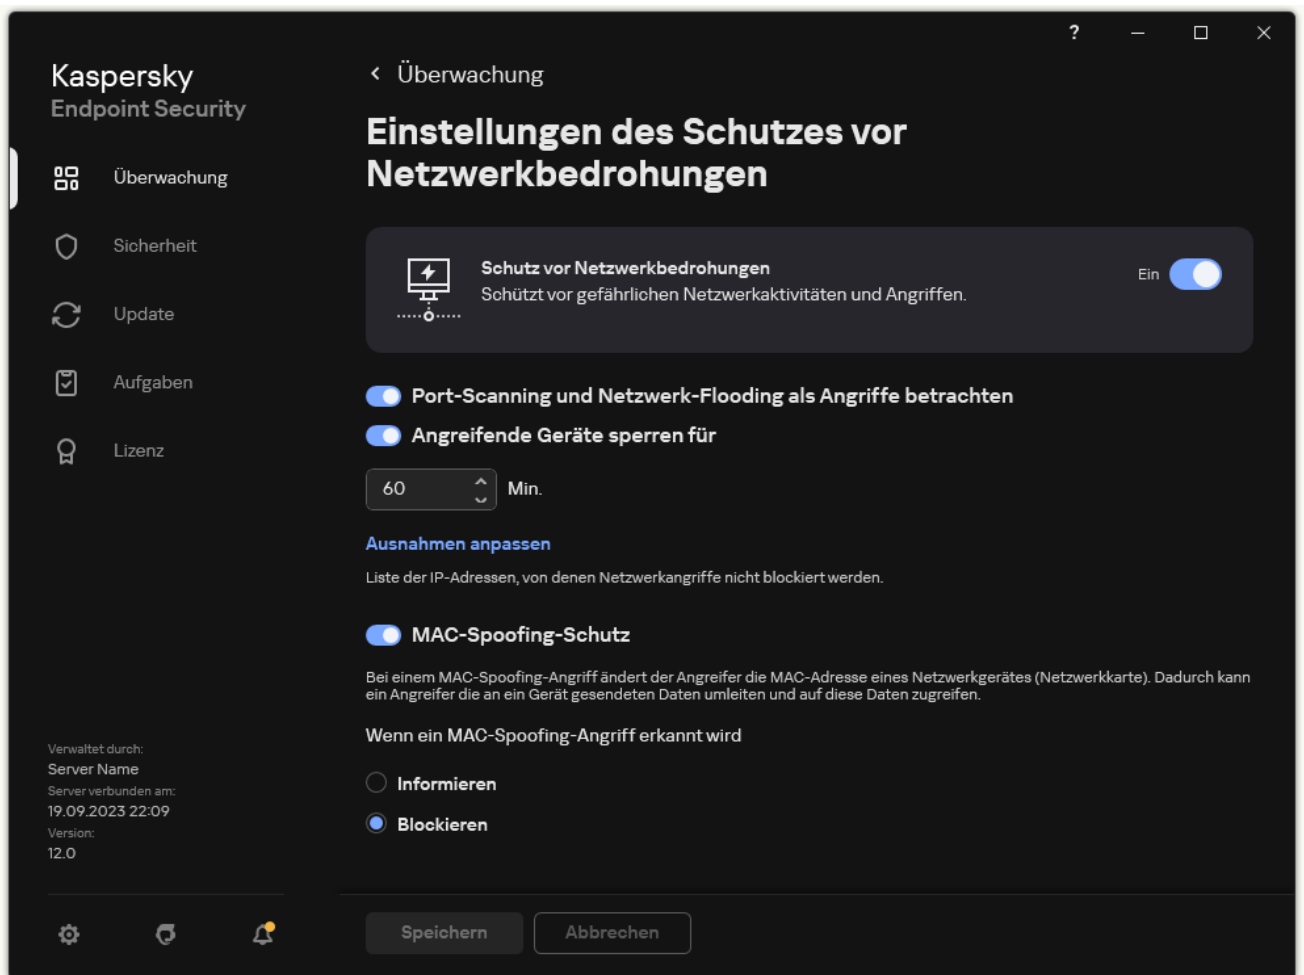 ?
Kaspersky
Endpoint Security
Überwachung
Sicherheit
Update
Aufgaben
Lizenz
Verwaltet durch:
Server Name
Server verbunden am:
19.09.2023 22:09
Version:
12.0
Überwachung
Einstellungen des Schutzes vor
Netzwerkbedrohungen
Schutz vor Netzwerkbedrohungen
Schützt vor gefährlichen Netzwerkaktivitäten und Angriffen.
Ein
Port-Scanning und Netzwerk-Flooding als Angriffe betrachten
Angreifende Geräte sperren für
60 Min.
Ausnahmen anpassen
Liste der IP-Adressen, von denen Netzwerkangriffe nicht blockiert werden.
MAC-Spoofing-Schutz
Bei einem MAC-Spoofing-Angriff ändert der Angreifer die MAC-Adresse eines Netzwerkgerätes (Netzwerkkarte). Dadurch kann
ein Angreifer die an ein Gerät gesendeten Daten umleiten und auf diese Daten zugreifen.
Wenn ein MAC-Spoofing-Angriff erkannt wird
Informieren
Blockieren
Speichern
Abbrechen